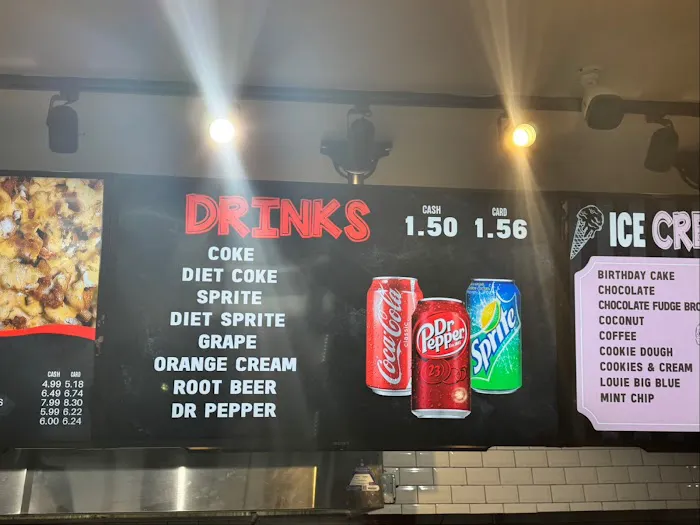 CASH CARD
4.99 5.18
6.49 6.74
7.99 8.30
5.99 6.22
6.00 6.24
DRINKS
CASH CARD
1.50 1.56
COKE
DIET COKE
SPRITE
DIET SPRITE
GRAPE
ORANGE CREAM
ROOT BEER
DR PEPPER
Coca-Cola
Dr Pepper
23
Sprite
ICE CRE
BIRTHDAY CAKE
CHOCOLATE
CHOCOLATE FUDGE BRO
COCONUT
COFFEE
COOKIE DOUGH
COOKIES & CREAM
LOUIE BIG BLUE
MINT CHIP